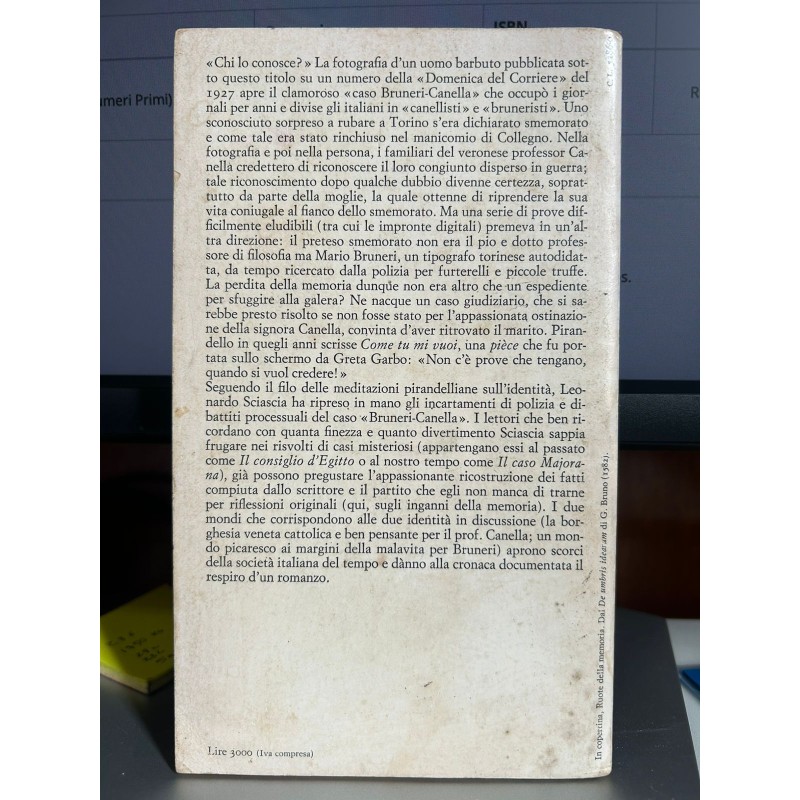 «Chi lo conosce?» La fotografia d'un uomo barbuto pubblicata sot-
to questo titolo su un numero della «Domenica del Corriere» del
1927 apre il clamoroso «caso Bruneri-Canella» che occupò i gior-
nali per anni e divise gli italiani in «canellisti» e «bruneristi». Uno
sconosciuto sorpreso a rubare a Torino s'era dichiarato smemorato
e come tale era stato rinchiuso nel manicomio di Collegno. Nella
fotografia e poi nella persona, i familiari del veronese professor Ca-
nella credettero di riconoscere il loro congiunto disperso in guerra;
tale riconoscimento dopo qualche dubbio divenne certezza, soprat-
tutto da parte della moglie, la quale ottenne di riprendere la sua
vita coniugale al fianco dello smemorato. Ma una serie di prove dif-
ficilmente eludibili (tra cui le impronte digitali) premeva in un'al-
tra direzione: il preteso smemorato non era il pio e dotto profes-
sore di filosofia ma Mario Bruneri, un tipografo torinese autodidat-
ta, da tempo ricercato dalla polizia per furterelli e piccole truffe.
La perdita della memoria dunque non era altro che un espediente
per sfuggire alla galera? Ne nacque un caso giudiziario, che si sa-
rebbe presto risolto se non fosse stato per l'appassionata ostinazio-
ne della signora Canella, convinta d'aver ritrovato il marito. Piran-
dello in quegli anni scrisse Come tu mi vuoi, una pièce che fu por-
tata sullo schermo da Greta Garbo: «Non c'è prove che tengano,
quando si vuol credere!»
Seguendo il filo delle meditazioni pirandelliane sull'identità, Leo-
nardo Sciascia ha ripreso in mano gli incartamenti di polizia e di-
battiti processuali del caso «Bruneri-Canella». I lettori che ben ri-
cordano con quanta finezza e quanto divertimento Sciascia sappia
frugare nei risvolti di casi misteriosi (appartengano essi al passato
come Il consiglio d'Egitto o al nostro tempo come Il caso Majora-
na), già possono pregustare l'appassionante ricostruzione dei fatti
compiuta dallo scrittore e il partito che egli non manca di trarne
per riflessioni originali (qui, sugli inganni della memoria). I due
mondi che corrispondono alle due identità in discussione (la bor-
ghesia veneta cattolica e ben pensante per il prof. Canella; un mon-
do picaresco ai margini della malavita per Bruneri) aprono scorci
della società italiana del tempo e dànno alla cronaca documentata il
respiro d'un romanzo.
Lire 3000 (Iva compresa)
In copertina, Ruote della memoria. Dal De umbris idearum di G. Bruno (1582).
ISBN
umeri Primi)